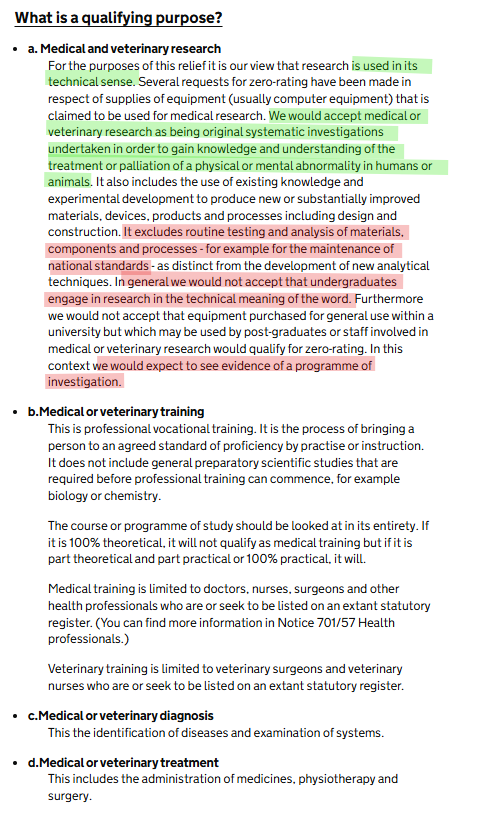 What is a qualifying purpose?
• a. Medical and veterinary research
For the purposes of this relief it is our view that research is used in its
technical sense. Several requests for zero-rating have been made in
respect of supplies of equipment (usually computer equipment) that is
claimed to be used for medical research. We would accept medical or
veterinary research as being original systematic investigations
undertaken in order to gain knowledge and understanding of the
treatment or palliation of a physical or mental abnormality in humans or
animals. It also includes the use of existing knowledge and
experimental development to produce new or substantially improved
materials, devices, products and processes including design and
construction. It excludes routine testing and analysis of materials,
components and processes - for example for the maintenance of
national standards - as distinct from the development of new analytical
techniques. In general we would not accept that undergraduates
engage in research in the technical meaning of the word. Furthermore
we would not accept that equipment purchased for general use within a
university but which may be used by post-graduates or staff involved in
medical or veterinary research would qualify for zero-rating. In this
context we would expect to see evidence of a programme of
investigation.
• b.Medical or veterinary training
This is professional vocational training. It is the process of bringing a
person to an agreed standard of proficiency by practise or instruction.
It does not include general preparatory scientific studies that are
required before professional training can commence, for example
biology or chemistry.
The course or programme of study should be looked at in its entirety. If
it is 100% theoretical, it will not qualify as medical training but if it is
part theoretical and part practical or 100% practical, it will.
Medical training is limited to doctors, nurses, surgeons and other
health professionals who are or seek to be listed on an extant statutory
register. (You can find more information in Notice 701/57 Health
professionals.)
Veterinary training is limited to veterinary surgeons and veterinary
nurses who are or seek to be listed on an extant statutory register.
• c.Medical or veterinary diagnosis
This the identification of diseases and examination of systems.
• d.Medical or veterinary treatment
This includes the administration of medicines, physiotherapy and
surgery.